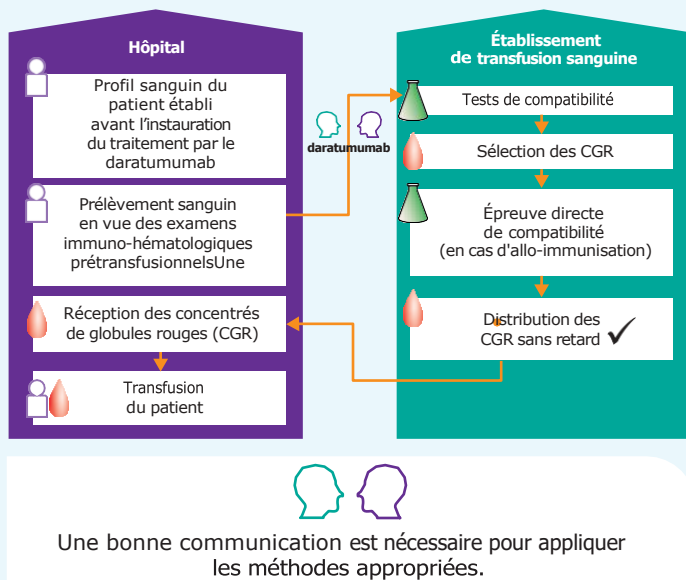 Hôpital
Profil sanguin du
patient établi
avant l'instauration
du traitement par le
daratumumab
Prélèvement sanguin
en vue des examens
immuno-hématologiques
prétransfusionnelsUne
Réception des concentrés
de globules rouges (CGR)
Transfusion
du patient
daratumumab
Établissement
de transfusion sanguine
Tests de compatibilité
Sélection des CGR
Épreuve directe
de compatibilité
(en cas d'allo-immunisation)
Distribution des
CGR sans retard
Une bonne communication est nécessaire pour appliquer
les méthodes appropriées.